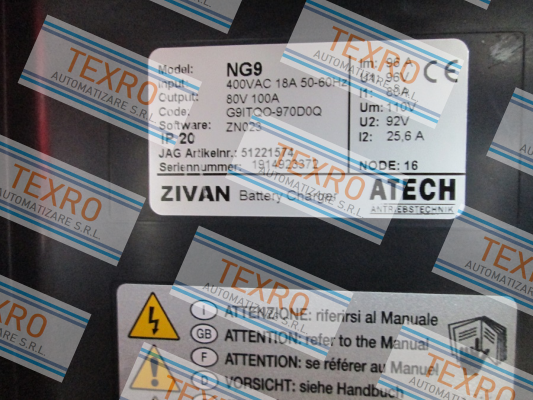 Model: NG9
Input: 400VAC 18A 50-60Hz
Output: 80V 100A
Code: G9ITQQ-970D0Q
Software: ZN023
IP 20
JAG Artikelnr.: 51221574
Seriennummer: 1914923372
Im: 96 A
U1: 96V
I1: 88A
Um: 110V
U2: 92V
I2: 25,6 A
NODE: 16
CE
ZIVAN Battery Charger
ATECH
ANTRIEBSTECHNIK
I ATTENZIONE: riferirsi al Manuale
GB ATTENTION: refer to the Manual
F ATTENTION: se référer au Manuel
D VORSICHT: siehe Handbuch
TEXRO
AUTOMATIZARE S.R.L.